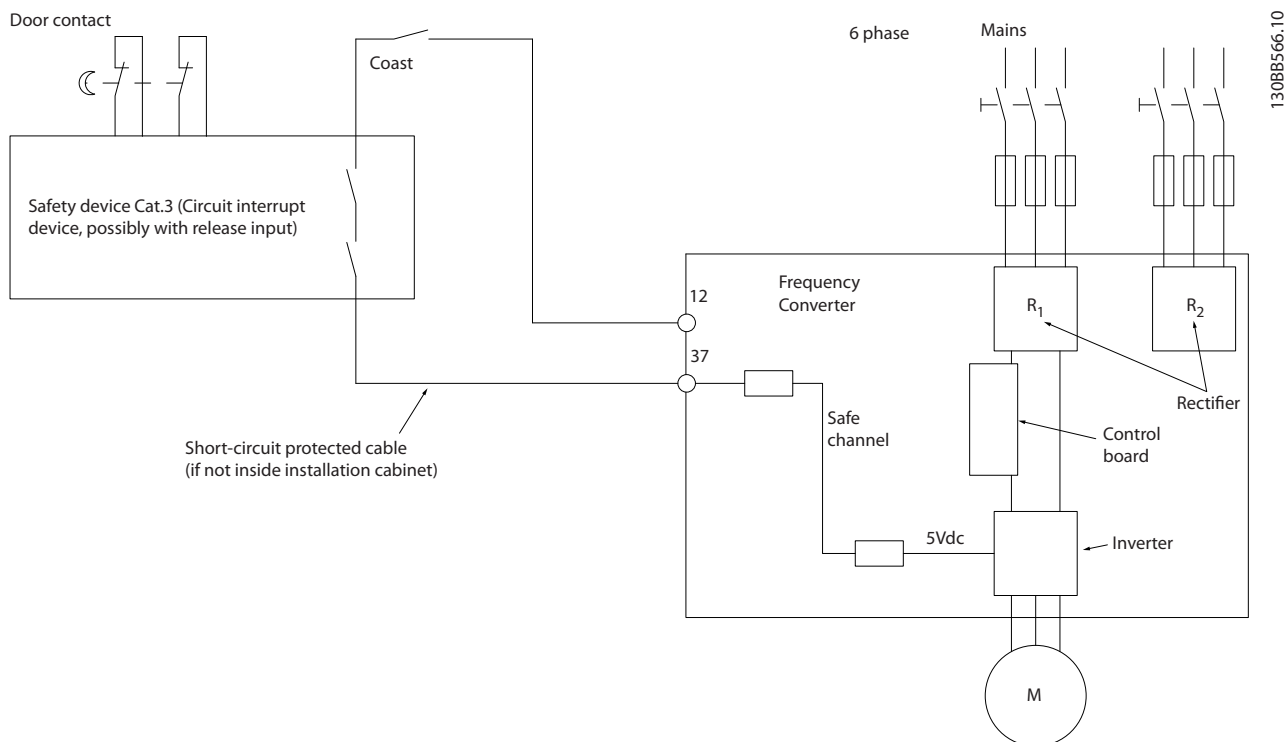 Door contact
Coast
6 phase
Mains
130BB566.10
Safety device Cat.3 (Circuit interrupt
device, possibly with release input)
12
Frequency
Converter
R1
R2
37
Rectifier
Safe
channel
Control
board
Short-circuit protected cable
(if not inside installation cabinet)
5Vdc
Inverter
M